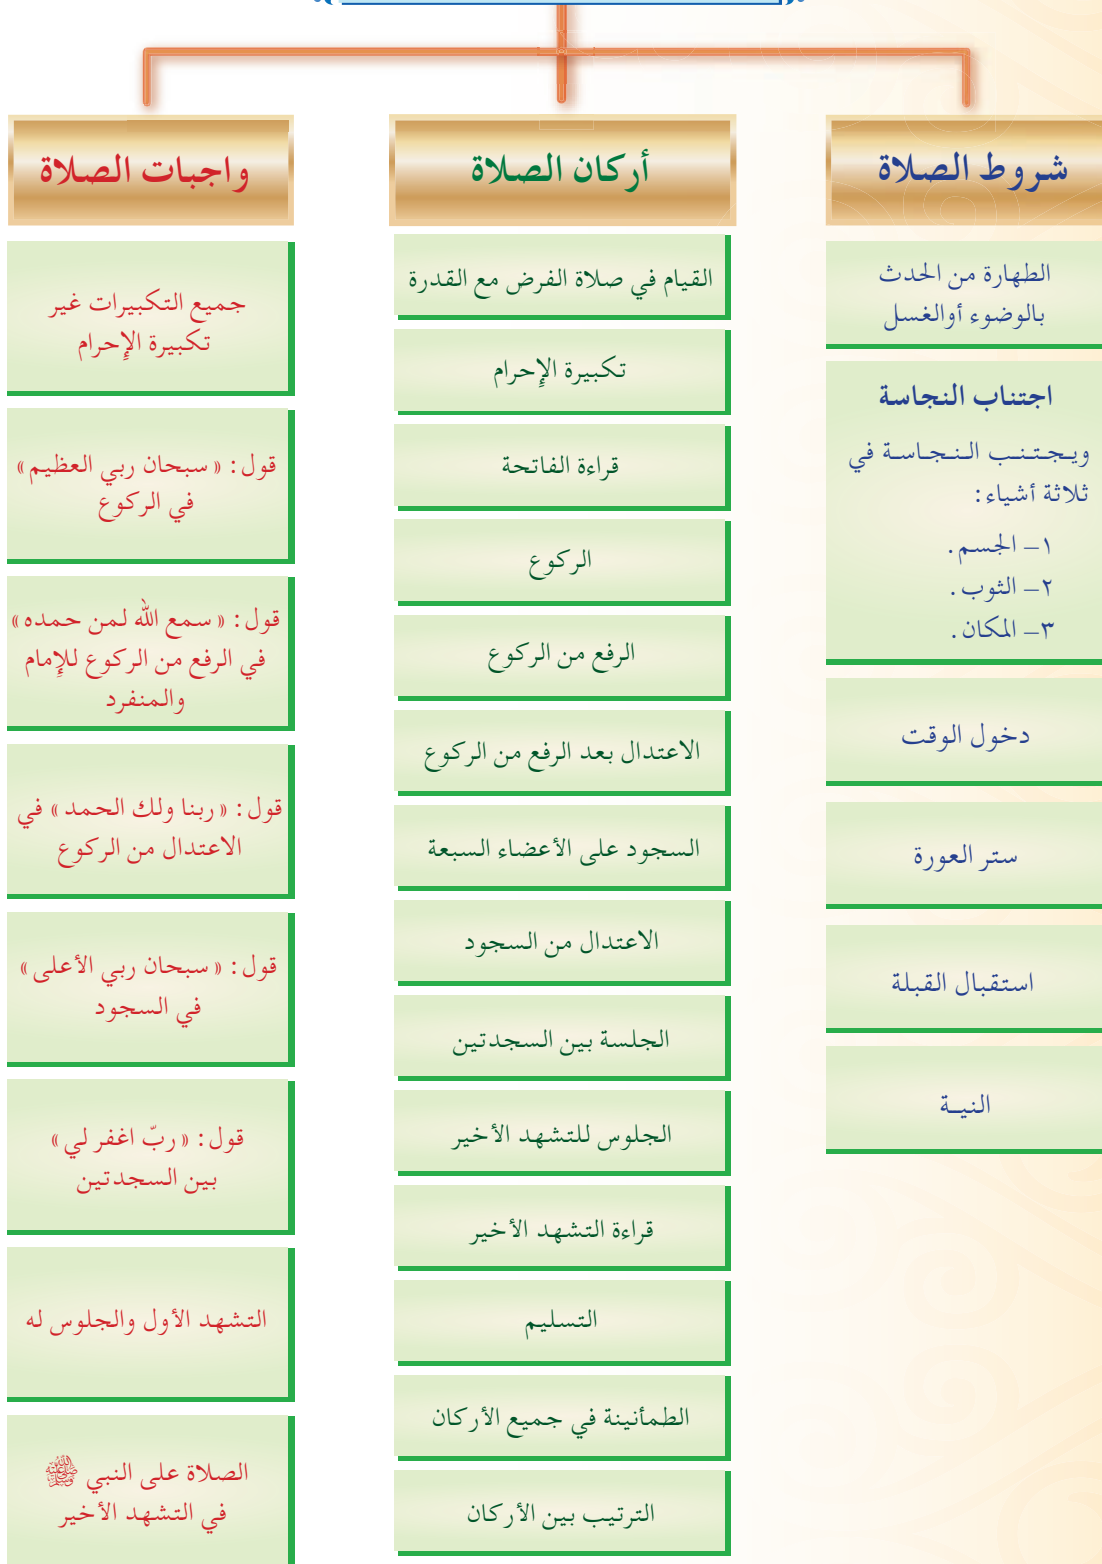 شروط الصلاة
الطهارة من الحدث
بالوضوء أوالغسل
اجتناب النجاسة
ويجتنب النجاسة في
ثلاثة أشياء:
١– الجسم.
٢– الثوب.
٣– المكان.
دخول الوقت
ستر العورة
استقبال القبلة
النيـة
أركان الصلاة
القيام في صلاة الفرض مع القدرة
تكبيرة الإحرام
قراءة الفاتحة
الركوع
الرفع من الركوع
الاعتدال بعد الرفع من الركوع
السجود على الأعضاء السبعة
الاعتدال من السجود
الجلسة بين السجدتين
الجلوس للتشهد الأخير
قراءة التشهد الأخير
التسليم
الطمأنينة في جميع الأركان
الترتيب بين الأركان
واجبات الصلاة
جميع التكبيرات غير
تكبيرة الإحرام
قول: «سبحان ربي العظيم»
في الركوع
قول: «سمع الله لمن حمده»
في الرفع من الركوع للإمام
والمنفرد
قول: «ربنا ولك الحمد» في
الاعتدال من الركوع
قول: «سبحان ربي الأعلى»
في السجود
قول: «ربّ اغفر لي»
بين السجدتين
التشهد الأول والجلوس له
الصلاة على النبي ﷺ
في التشهد الأخير